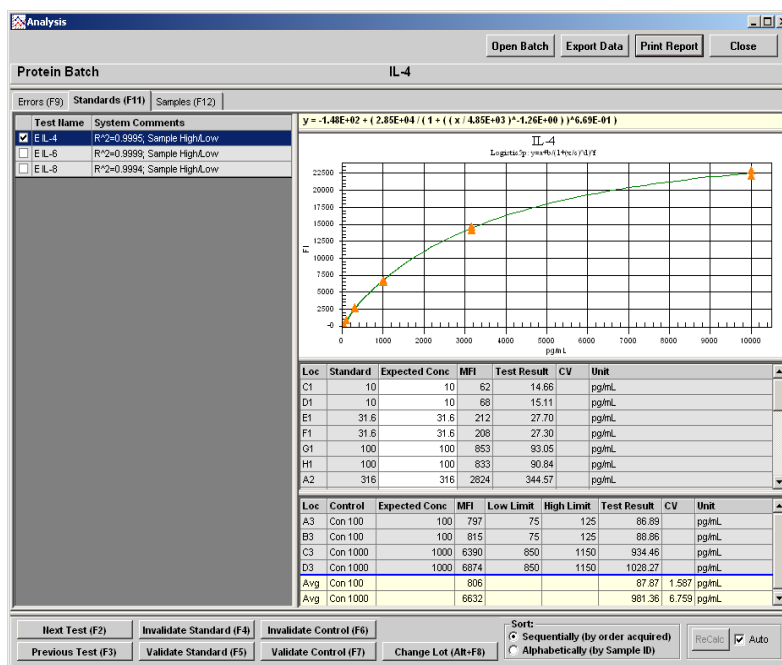 Analysis
Open Batch Export Data Print Report Close
Protein Batch IL-4
Errors (F9) Standards (F11) Samples (F12)
Test Name System Comments
E IL-4 R^2=0.9995; Sample High/Low
E IL-6 R^2=0.9999; Sample High/Low
E IL-8 R^2=0.9994; Sample High/Low
y = -1.48E+02 + ( 2.85E+04 / ( 1 + ( ( x / 4.85E+03 )^-1.26E+00 ) )^6.69E-01 )
IL-4
Logistic5p: y=a+b/(1+(x/c)^d)^f
22500
20000
17500
15000
12500
10000
7500
5000
2500
-0
FI
0 1000 2000 3000 4000 5000 6000 7000 8000 9000 10000
pg/mL
Loc Standard Expected Conc MFI Test Result CV Unit
C1 10 10 62 14.66 pg/mL
D1 10 10 68 15.11 pg/mL
E1 31.6 31.6 212 27.70 pg/mL
F1 31.6 31.6 208 27.30 pg/mL
G1 100 100 853 93.05 pg/mL
H1 100 100 833 90.84 pg/mL
A2 316 316 2824 344.57 pg/mL
Loc Control Expected Conc MFI Low Limit High Limit Test Result CV Unit
A3 Con 100 100 797 75 125 86.89 pg/mL
B3 Con 100 100 815 75 125 88.86 pg/mL
C3 Con 1000 1000 6390 850 1150 934.46 pg/mL
D3 Con 1000 1000 6874 850 1150 1028.27 pg/mL
Avg Con 100 806 87.87 1.587 pg/mL
Avg Con 1000 6632 981.36 6.759 pg/mL
Next Test (F2) Invalidate Standard (F4) Invalidate Control (F6)
Previous Test (F3) Validate Standard (F5) Validate Control (F7) Change Lot (Alt+F8)
Sort:
Sequentially (by order acquired)
Alphabetically (by Sample ID)
ReCalc Auto